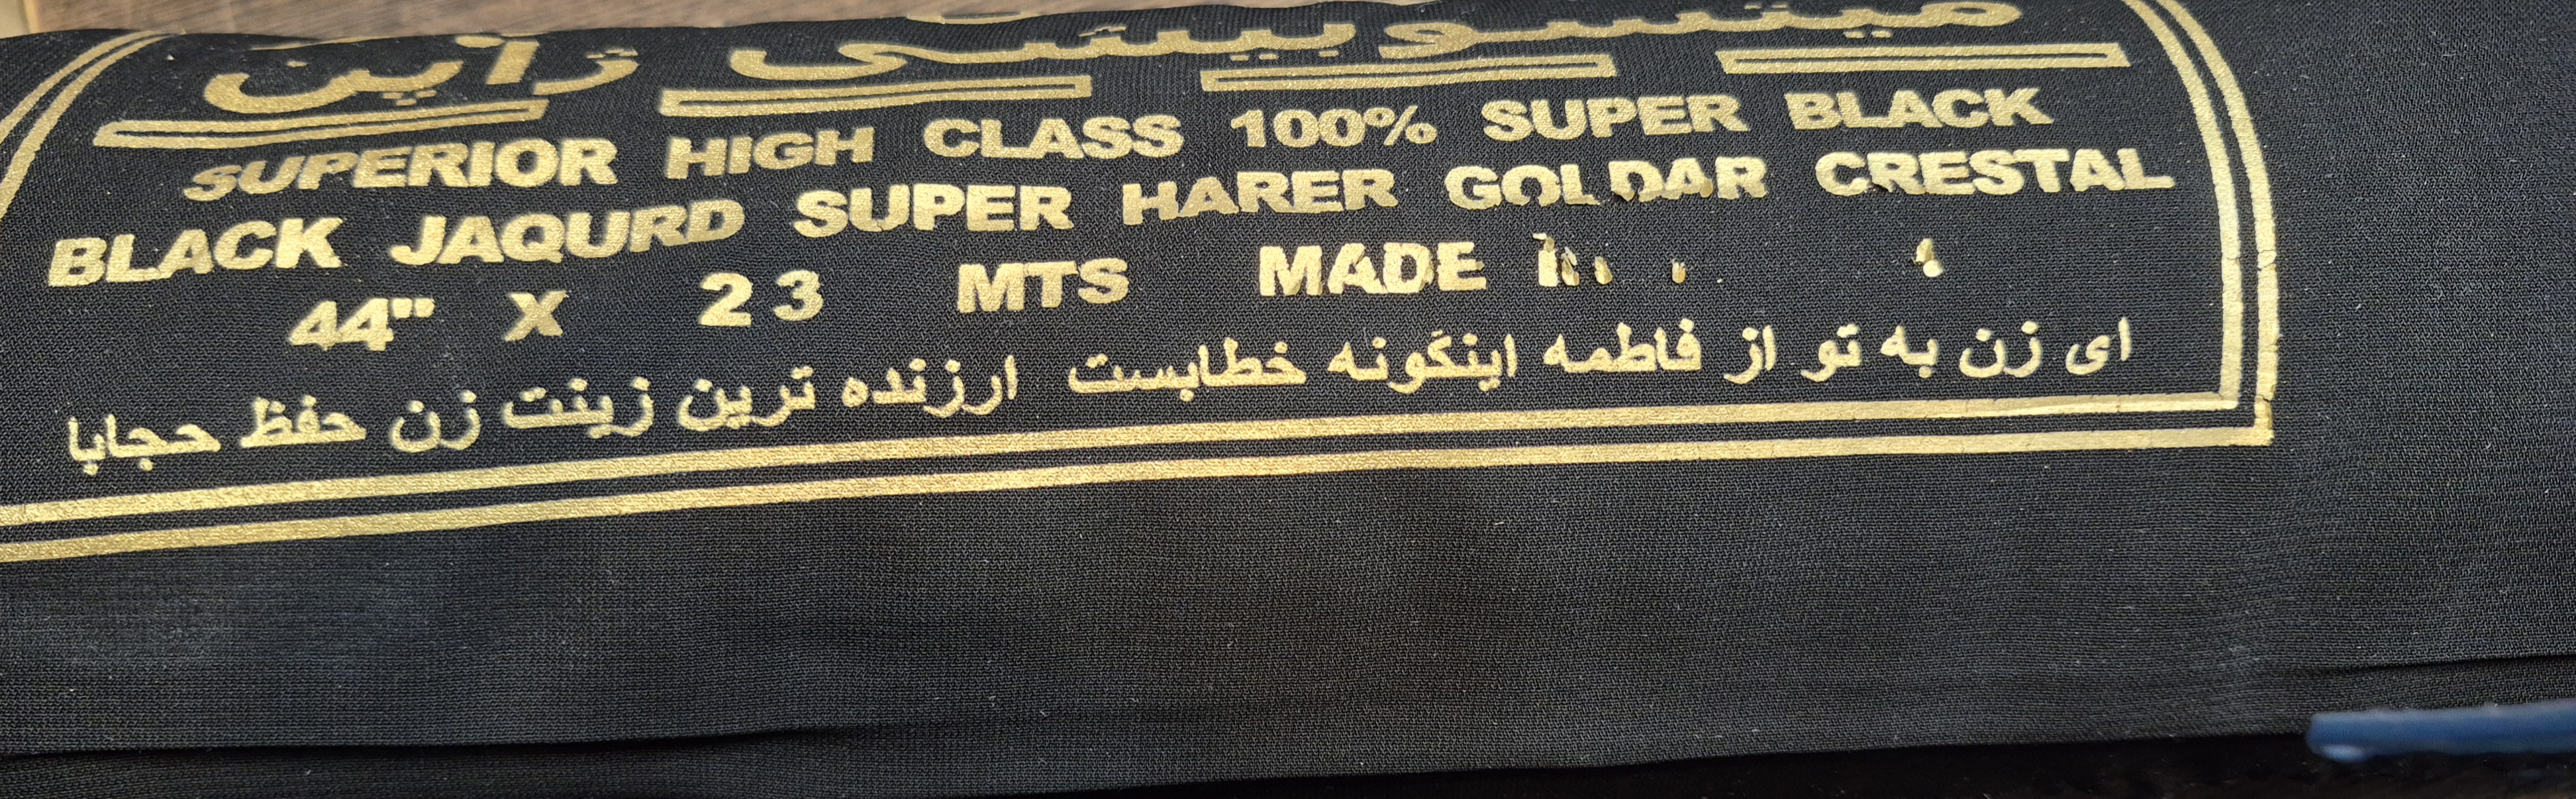 میتسوبیشی ژاپن
SUPERIOR HIGH CLASS 100% SUPER BLACK
BLACK JAQURD SUPER HARER GOLDAR CRESTAL
44" X 23 MTS MADE
ای زن به تو از فاطمه اینگونه خطابست ارزنده ترین زینت زن حفظ حجابا